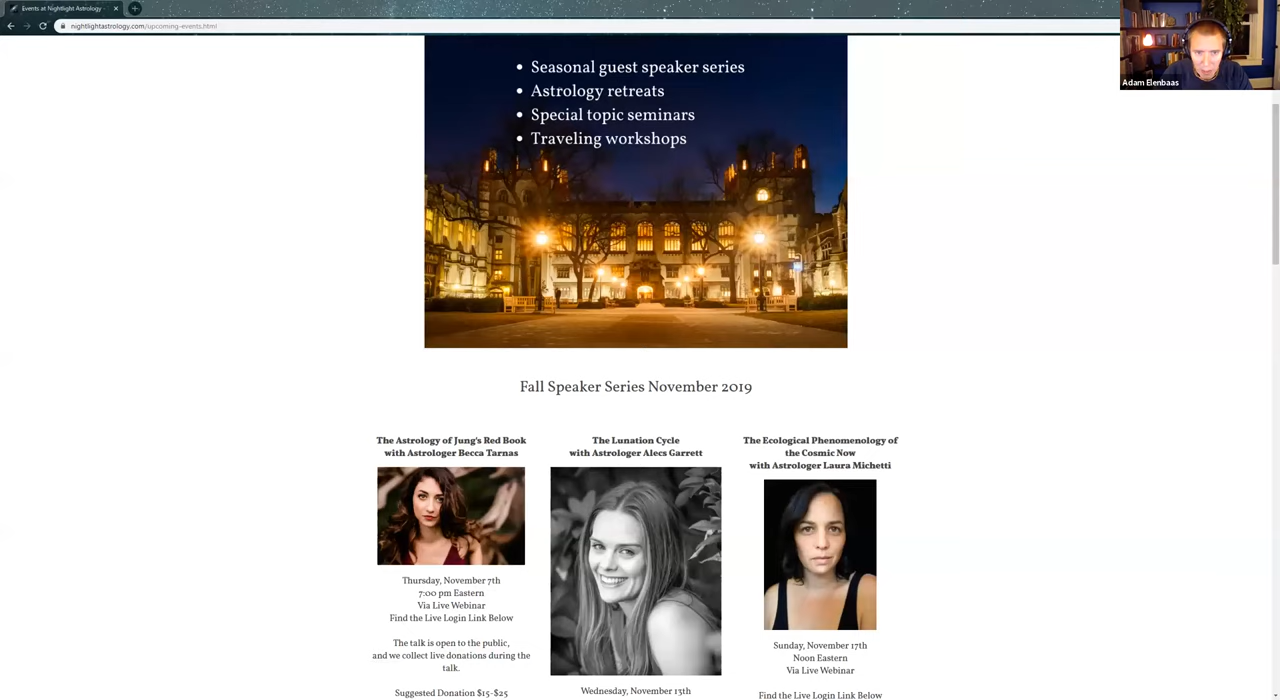 Events at Nightlight Astrology
nightlightastrology.com/upcoming-events.html
Adam Elenbaas
Seasonal guest speaker series
Astrology retreats
Special topic seminars
Traveling workshops
Fall Speaker Series November 2019
The Astrology of Jung's Red Book
with Astrologer Becca Tarnas
Thursday, November 7th
7:00 pm Eastern
Via Live Webinar
Find the Live Login Link Below
The talk is open to the public,
and we collect live donations during the
talk.
Suggested Donation $15-$25
The Lunation Cycle
with Astrologer Alecs Garrett
Wednesday, November 13th
The Ecological Phenomenology of
the Cosmic Now
with Astrologer Laura Michetti
Sunday, November 17th
Noon Eastern
Via Live Webinar
Find the Live Login Link Below